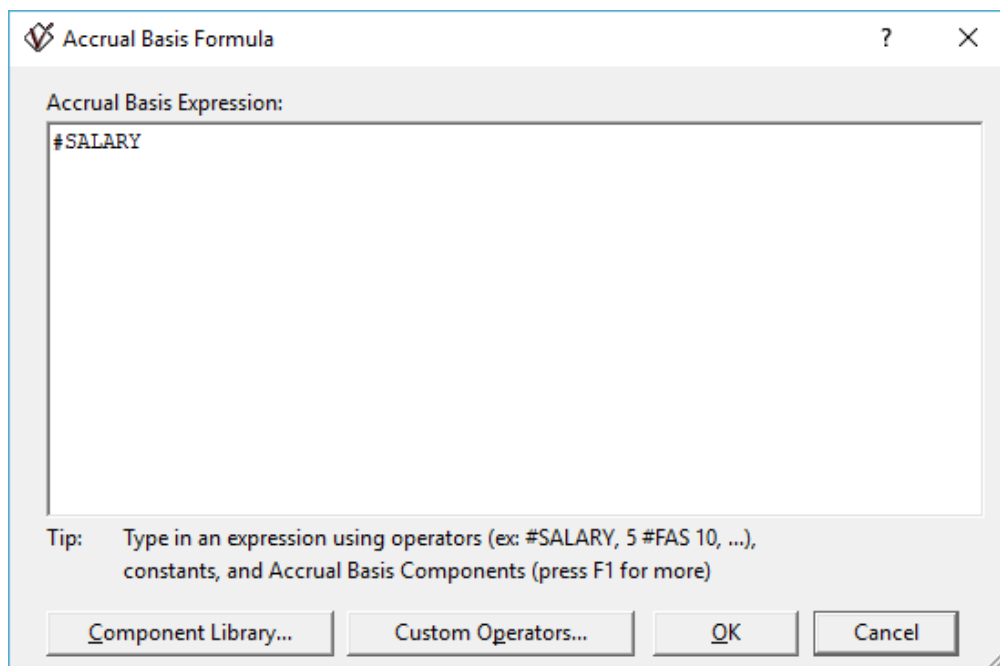 Accrual Basis Formula
?
Accrual Basis Expression:
#SALARY
Tip: Type in an expression using operators (ex: #SALARY, 5 #FAS 10, ...),
constants, and Accrual Basis Components (press F1 for more)
Component Library... Custom Operators... OK Cancel